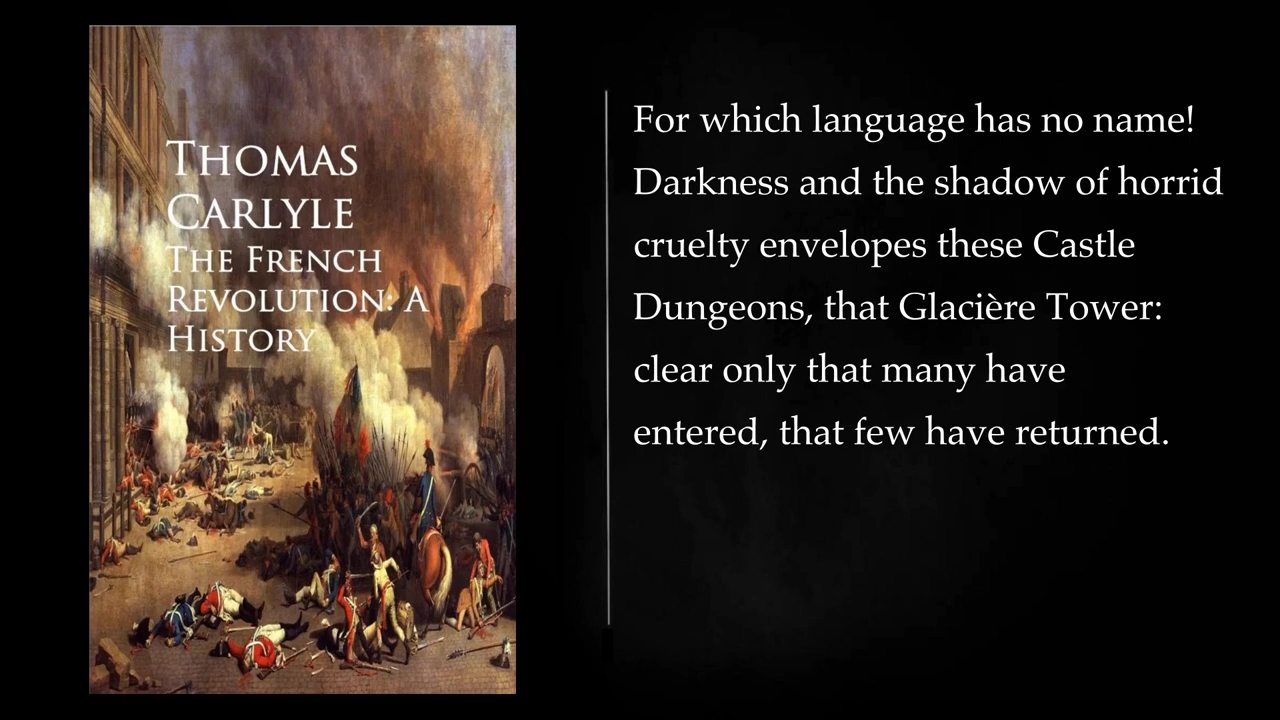 THOMAS
CARLYLE
THE FRENCH
REVOLUTION: A
HISTORY
For which language has no name!
Darkness and the shadow of horrid
cruelty envelopes these Castle
Dungeons, that Glacière Tower:
clear only that many have
entered, that few have returned.